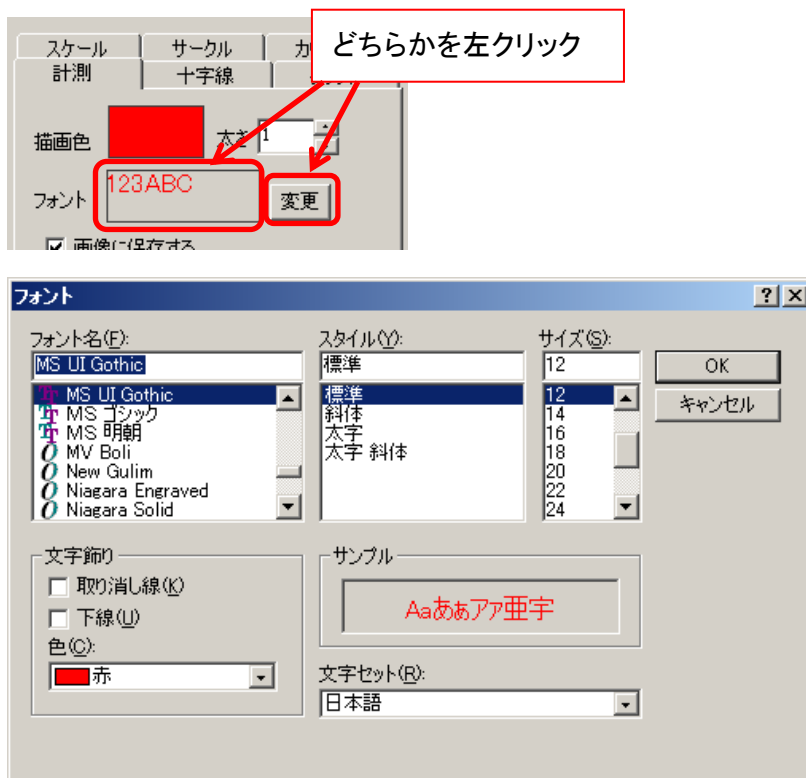 どちらかを左クリック
スケール サークル カ
計測 十字線
描画色 太さ 1
フォント 123ABC 変更
画像に保存する
フォント
フォント名(F): スタイル(Y): サイズ(S):
MS UI Gothic 標準 12 OK
MS UI Gothic 標準 12 キャンセル
MS ゴシック 斜体 14
MS 明朝 太字 16
MV Boli 太字 斜体 18
New Gulim 20
Niagara Engraved 22
Niagara Solid 24
文字飾り サンプル
取り消し線(K)
Aaあぁアァ亜宇
下線(U)
色(C):
赤 文字セット(R):
日本語